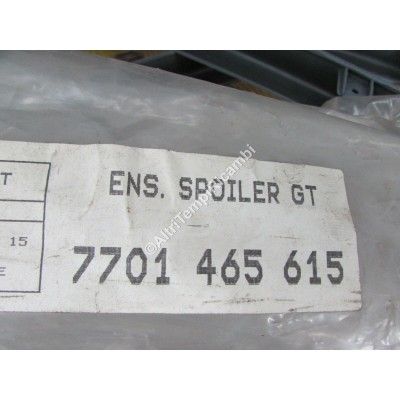 T
ENS. SPOILER GT
15
7701 465 615
E
©AltriTempiRicambi